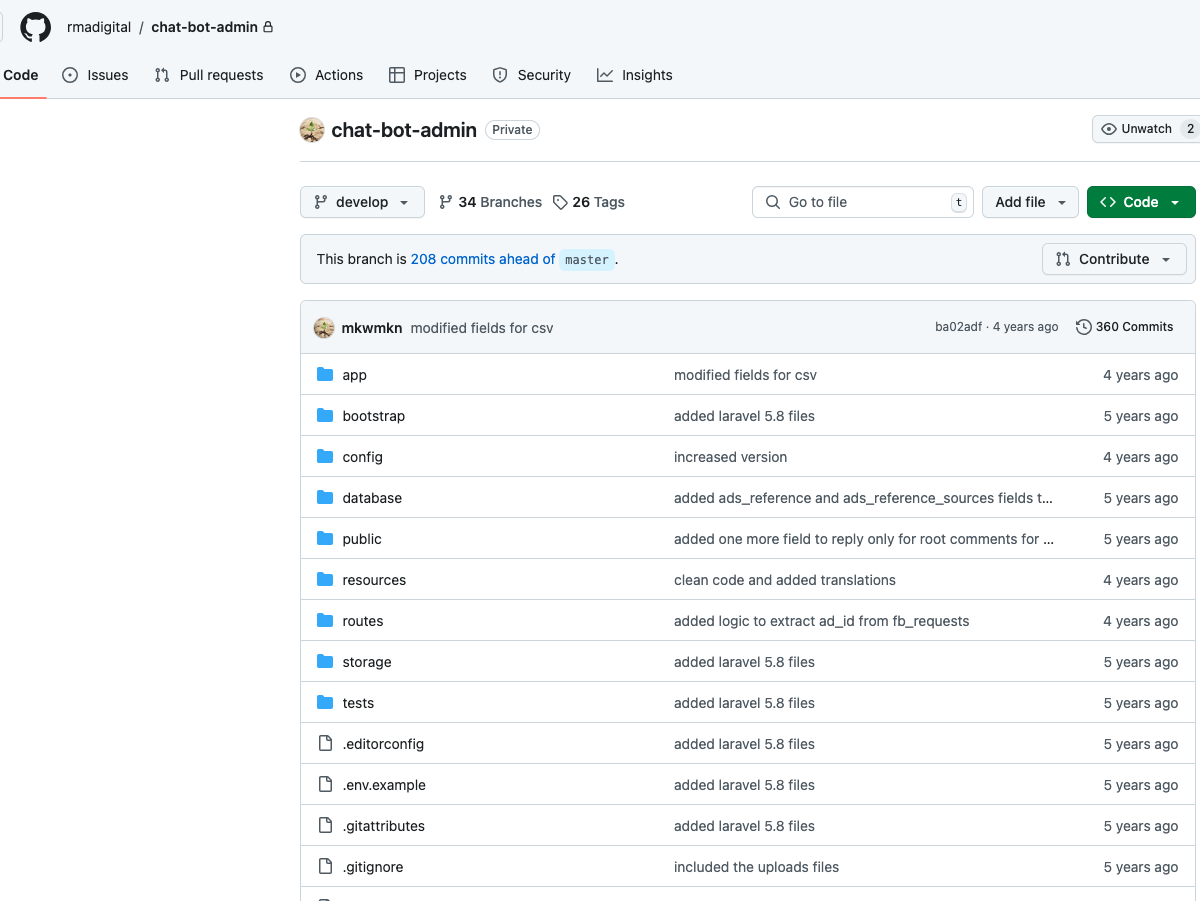 rmadigital / chat-bot-admin
Code Issues Pull requests Actions Projects Security Insights
chat-bot-admin Private Unwatch 2
develop 34 Branches 26 Tags Go to file t Add file Code
This branch is 208 commits ahead of master . Contribute
mkwmkn modified fields for csv ba02adf · 4 years ago 360 Commits
app modified fields for csv 4 years ago
bootstrap added laravel 5.8 files 5 years ago
config increased version 4 years ago
database added ads_reference and ads_reference_sources fields t... 5 years ago
public added one more field to reply only for root comments for ... 5 years ago
resources clean code and added translations 4 years ago
routes added logic to extract ad_id from fb_requests 4 years ago
storage added laravel 5.8 files 5 years ago
tests added laravel 5.8 files 5 years ago
.editorconfig added laravel 5.8 files 5 years ago
.env.example added laravel 5.8 files 5 years ago
.gitattributes added laravel 5.8 files 5 years ago
.gitignore included the uploads files 5 years ago